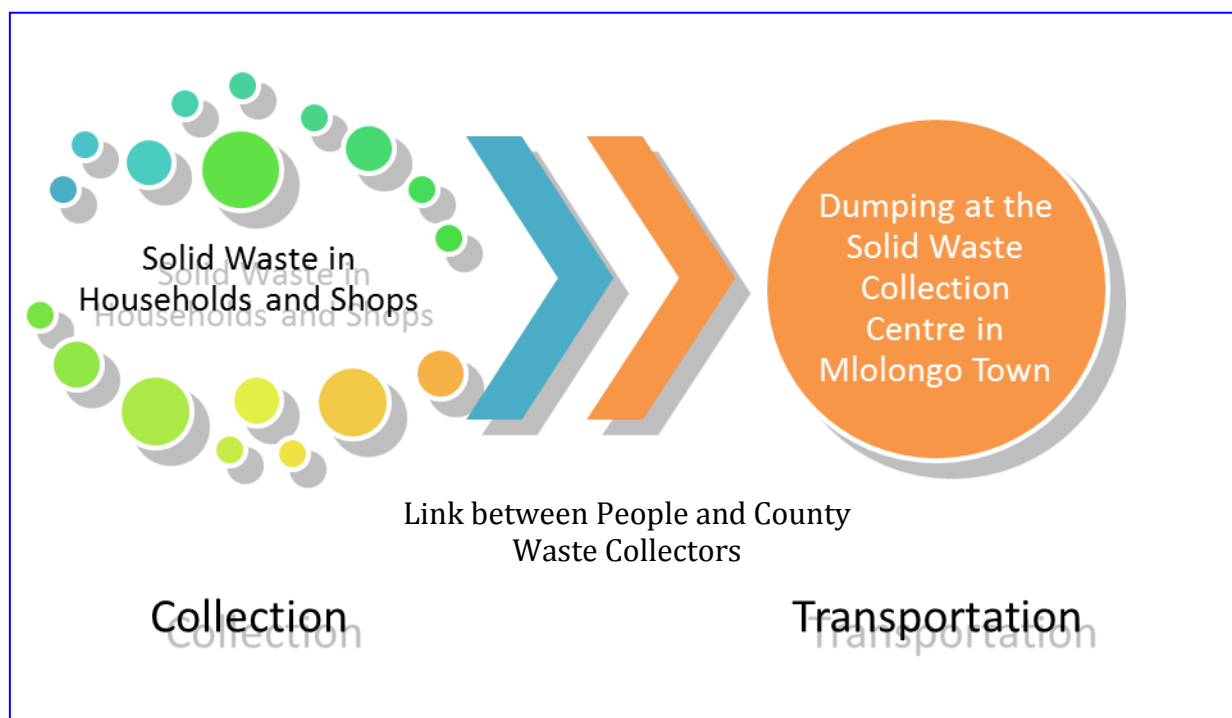 Solid Waste in
Households and Shops
Dumping at the
Solid Waste
Collection
Centre in
Mlolongo Town
Link between People and County
Waste Collectors
Collection
Transportation